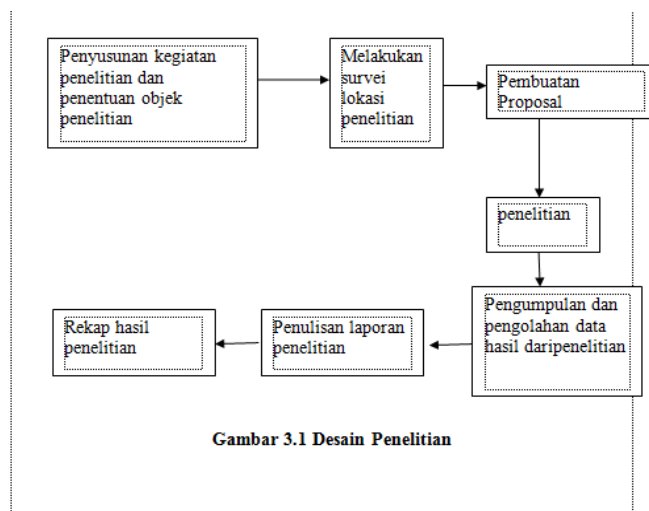 Penyusunan kegiatan
penelitian dan
penentuan objek
penelitian
Melakukan
survei
lokasi
penelitian
Pembuatan
Proposal
penelitian
Pengumpulan dan
pengolahan data
hasil daripenelitian
Penulisan laporan
penelitian
Rekap hasil
penelitian
Gambar 3.1 Desain Penelitian